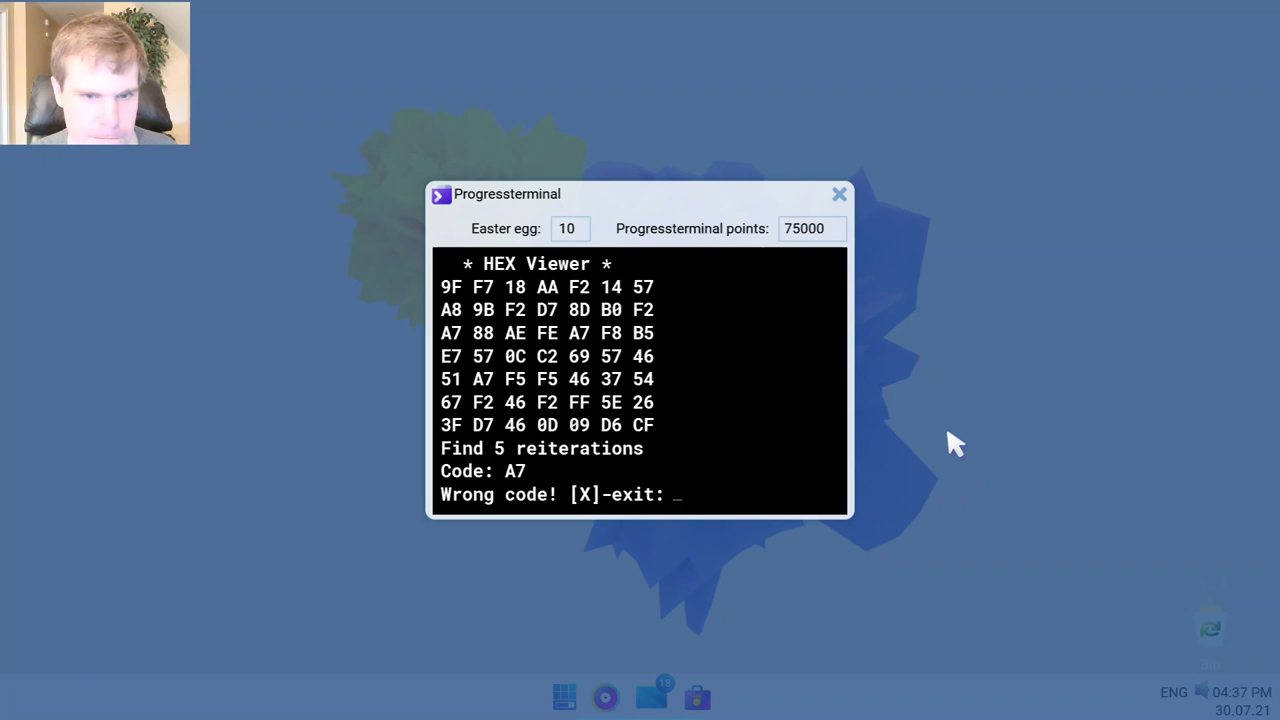 Progressterminal
Easter egg: 10 Progressterminal points: 75000
* HEX Viewer *
9F F7 18 AA F2 14 57
A8 9B F2 D7 8D B0 F2
A7 88 AE FE A7 F8 B5
E7 57 0C C2 69 57 46
51 A7 F5 F5 46 37 54
67 F2 46 F2 FF 5E 26
3F D7 46 0D 09 D6 CF
Find 5 reiterations
Code: A7
Wrong code! [X]-exit: _
Bin
18
ENG 04:37 PM
30.07.21